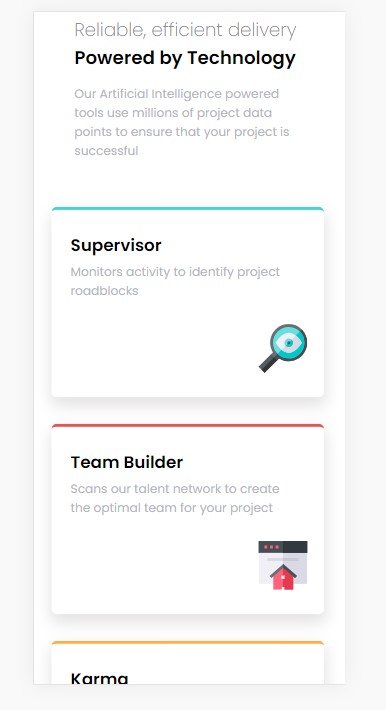 Reliable, efficient delivery
Powered by Technology
Our Artificial Intelligence powered
tools use millions of project data
points to ensure that your project is
successful
Supervisor
Monitors activity to identify project
roadblocks
Team Builder
Scans our talent network to create
the optimal team for your project
Karma